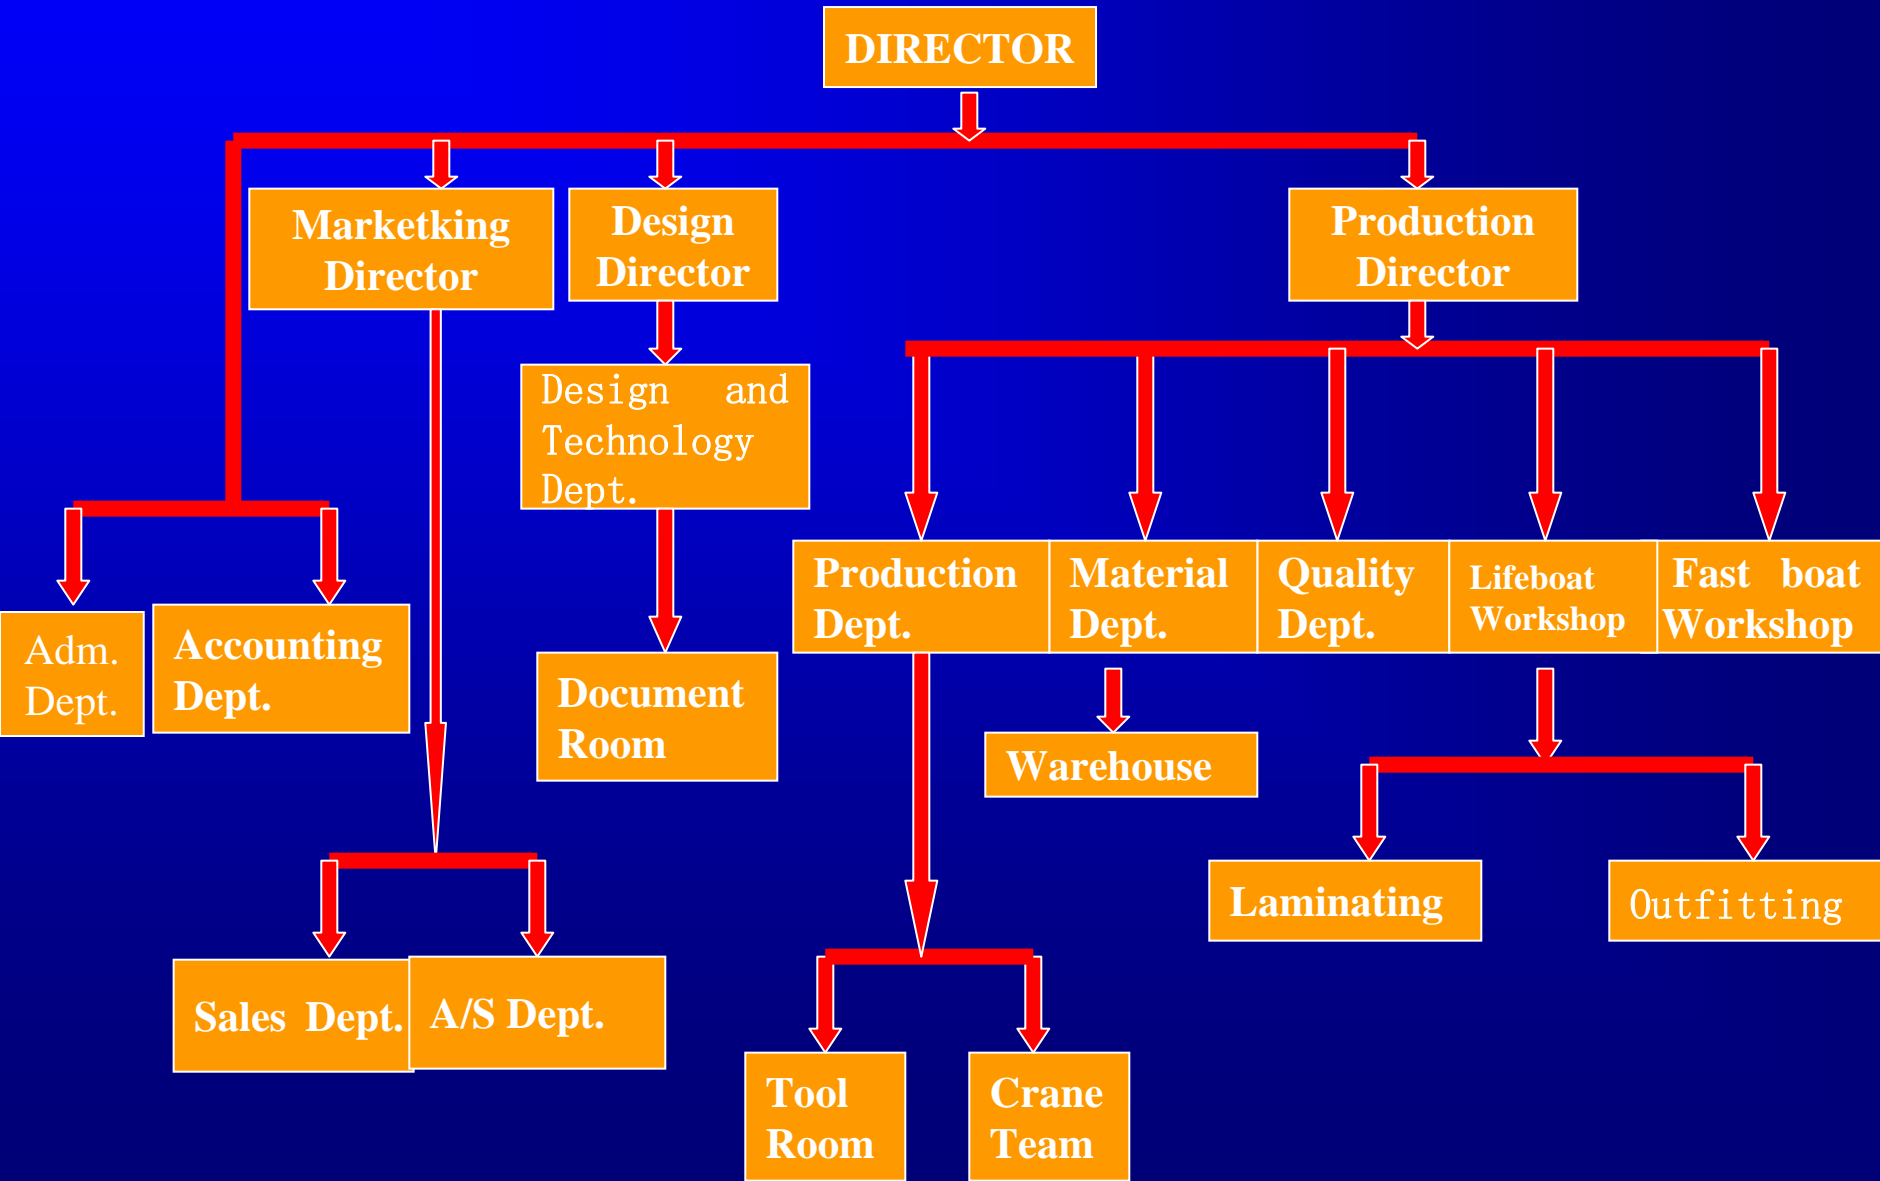 DIRECTOR
Marketking
Director
Design
Director
Production
Director
Design and
Technology
Dept.
Production
Dept.
Material
Dept.
Quality
Dept.
Lifeboat
Workshop
Fast boat
Workshop
Adm.
Dept.
Accounting
Dept.
Document
Room
Warehouse
Laminating
Outfitting
Sales Dept.
A/S Dept.
Tool
Room
Crane
Team